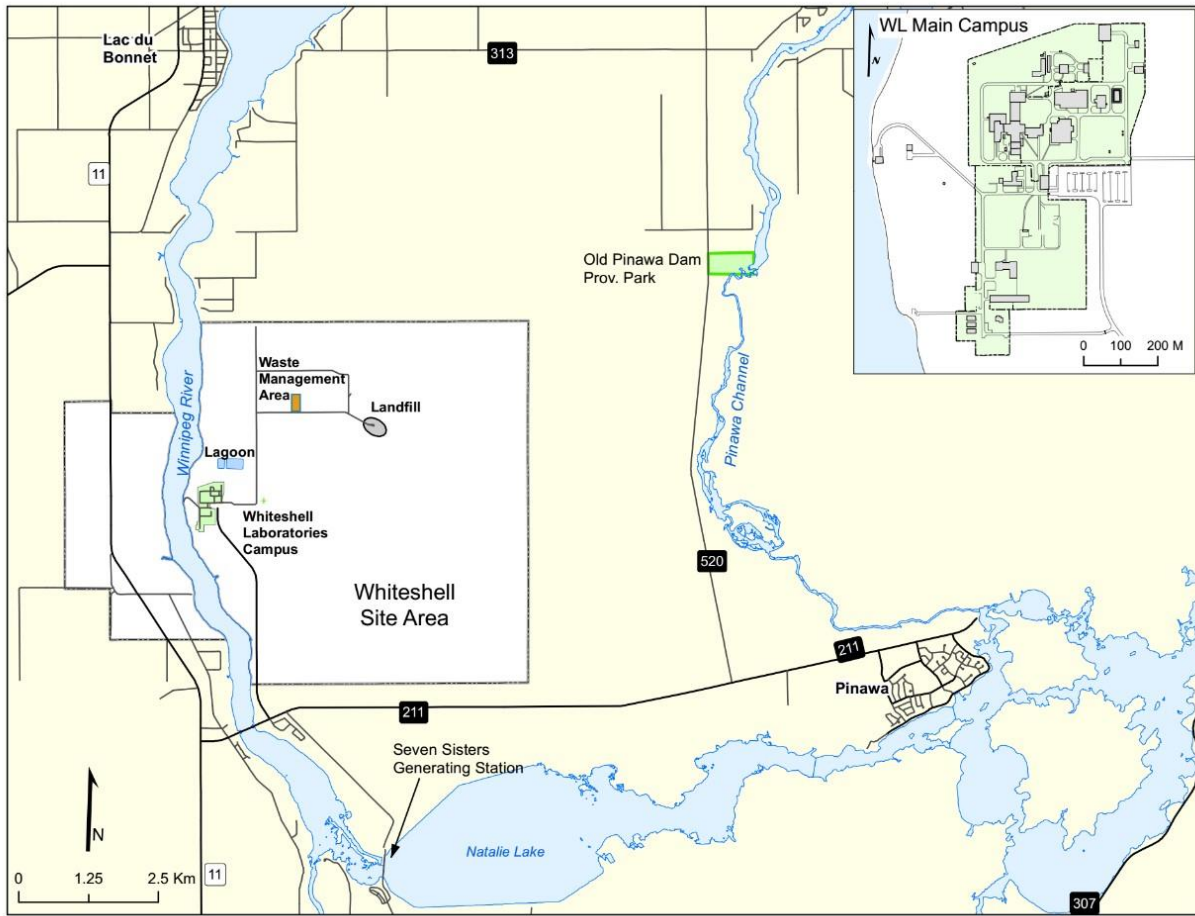 Lac du
Bonnet
313
WL Main Campus
N
0 100 200 M
11
Old Pinawa Dam
Prov. Park
Winnipeg River
Waste
Management
Area
Landfill
Lagoon
Whiteshell
Laboratories
Campus
Pinawa Channel
520
Whiteshell
Site Area
211
Pinawa
211
Seven Sisters
Generating Station
N
Natalie Lake
0 1.25 2.5 Km
11
307